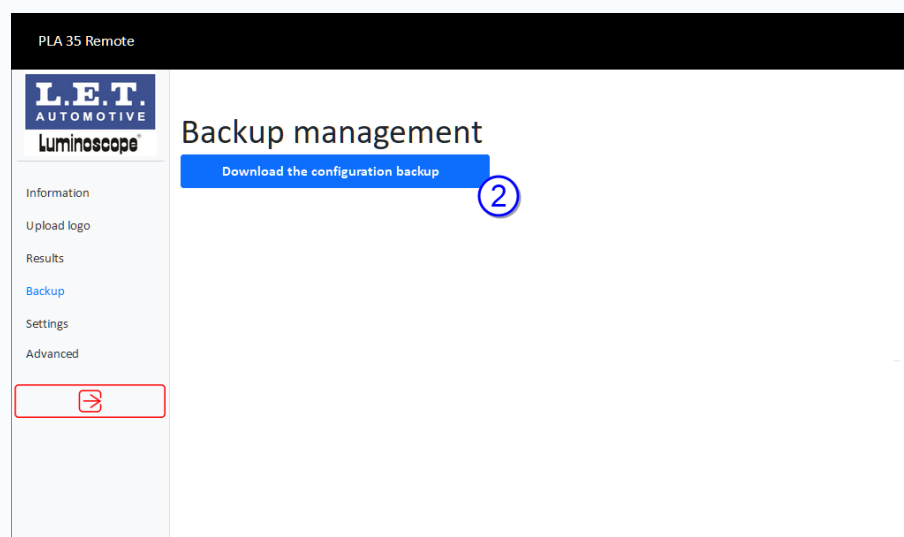 PLA 35 Remote
L.E.T.
AUTOMOTIVE
Luminoscope®
Information
Upload logo
Results
Backup
Settings
Advanced
Backup management
Download the configuration backup
2